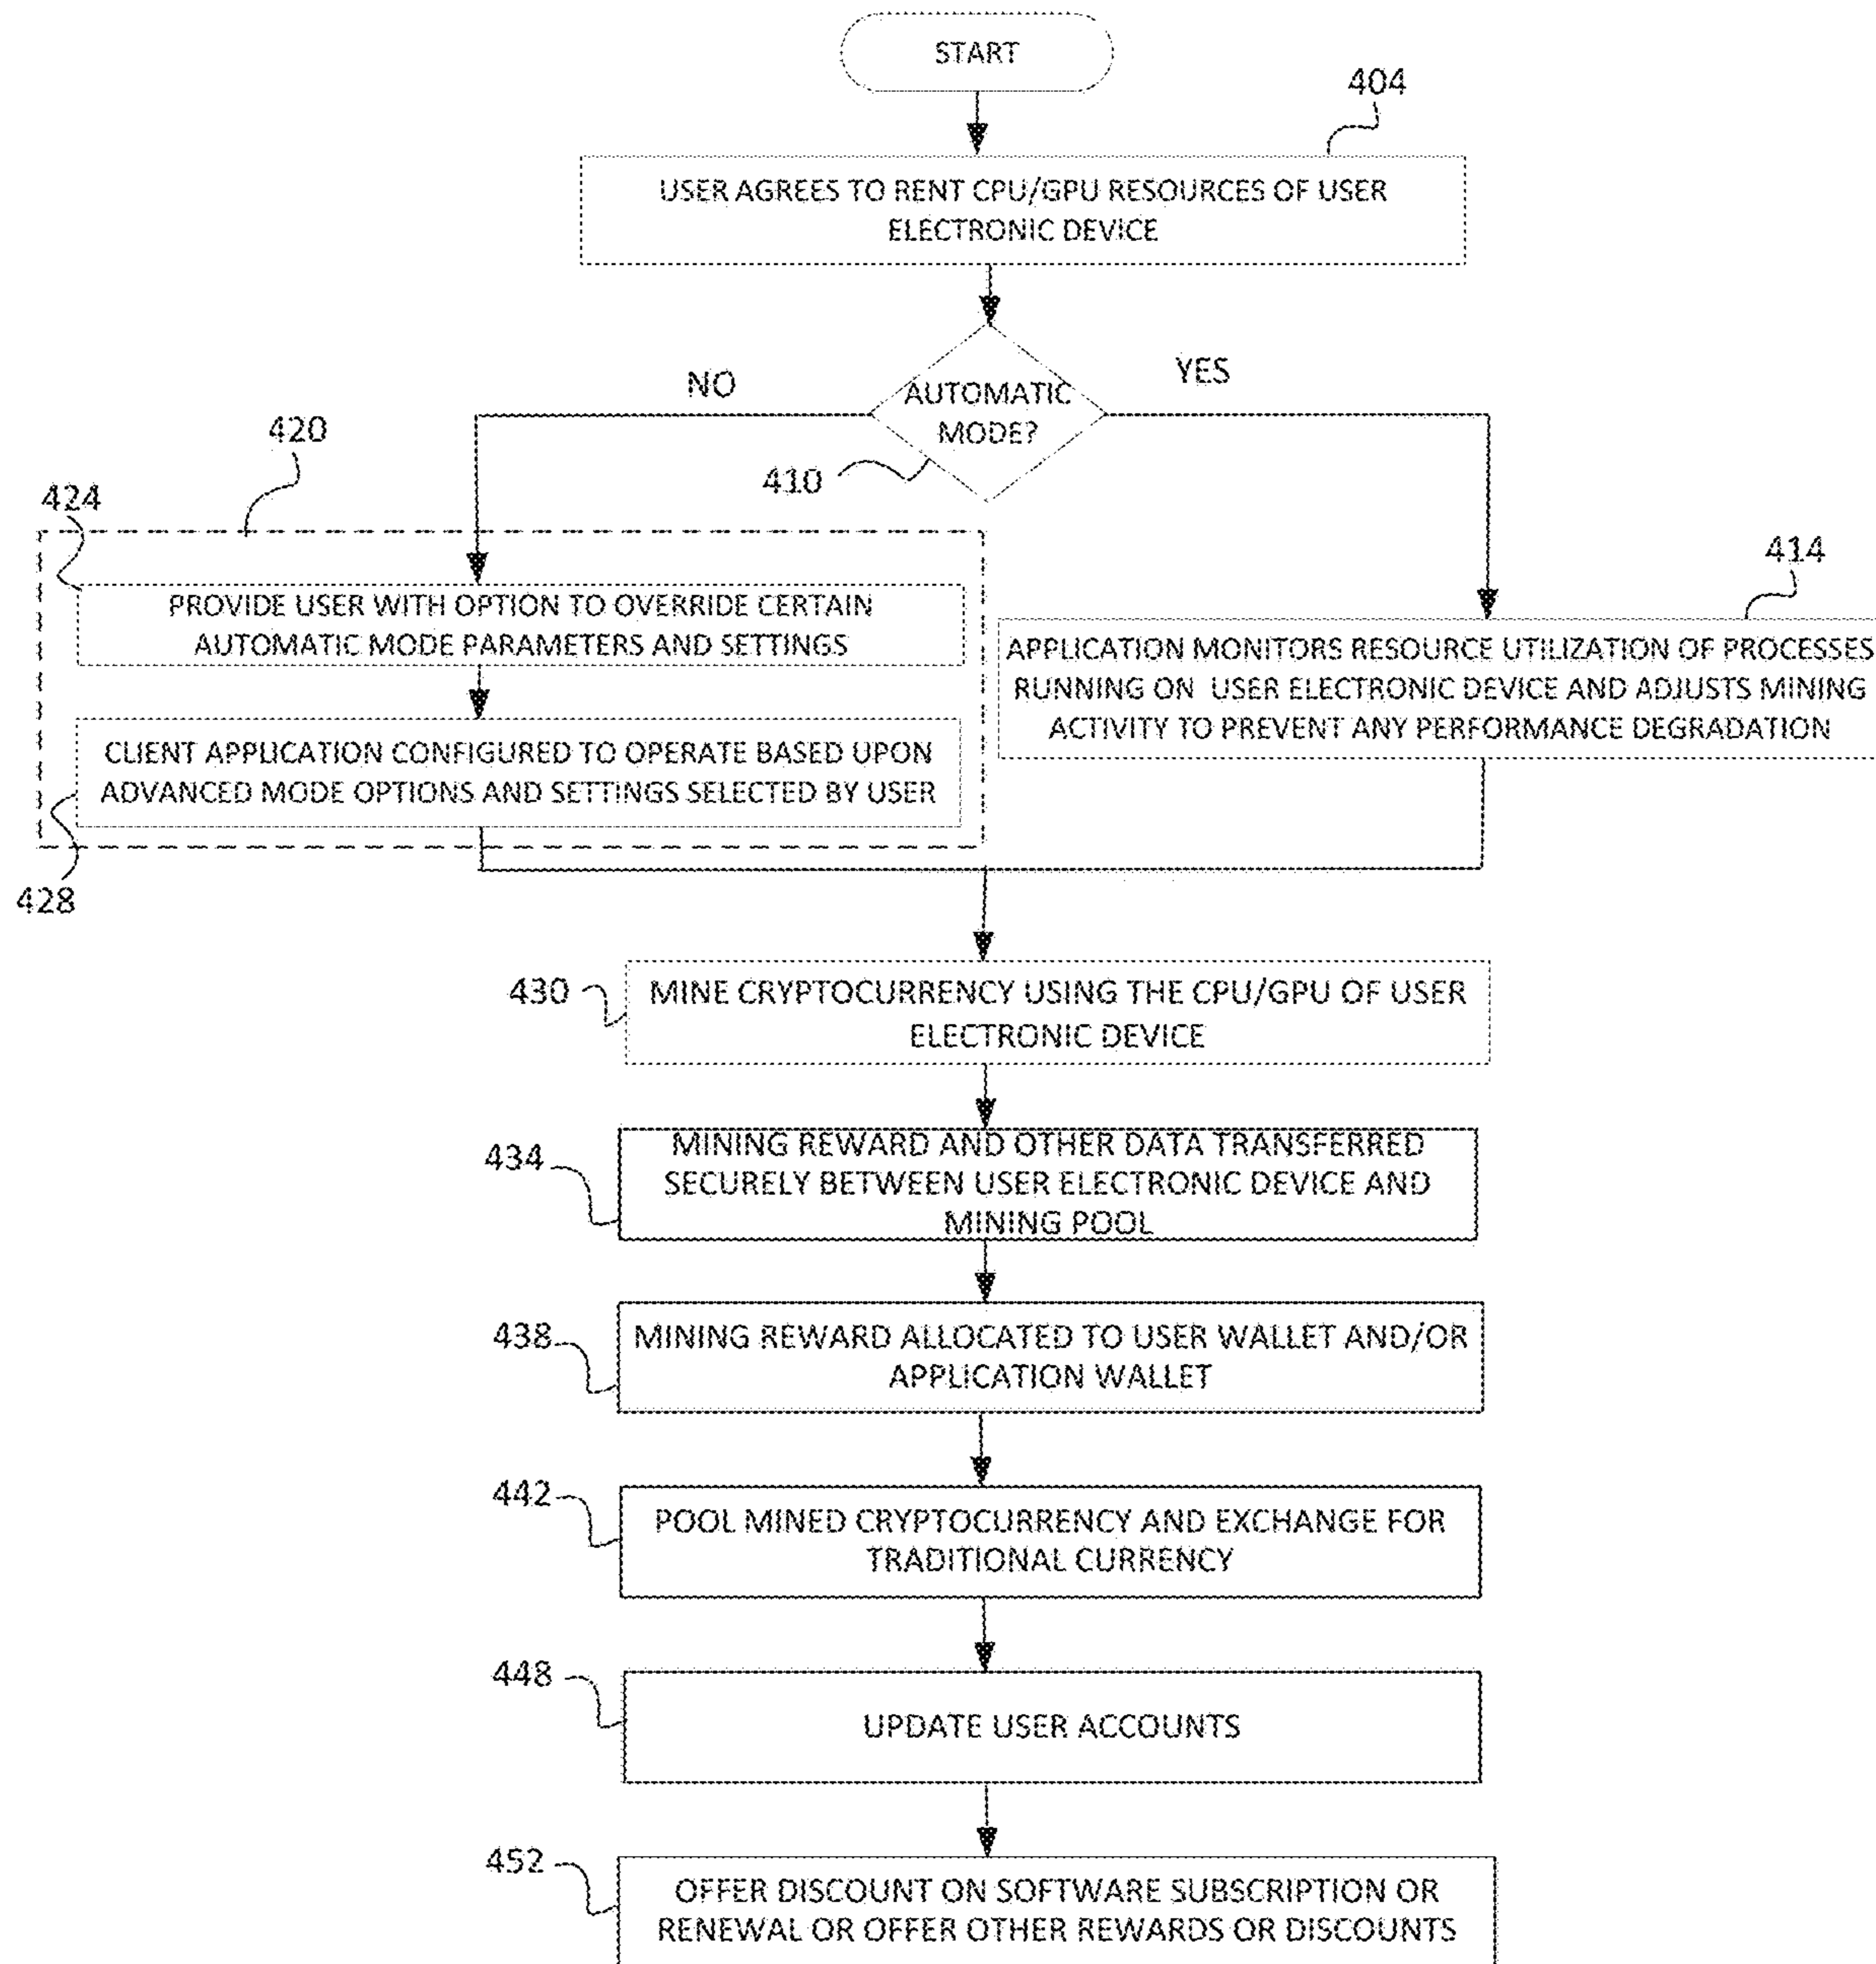 START
404
USER AGREES TO RENT CPU/GPU RESOURCES OF USER
ELECTRONIC DEVICE
NO
YES
AUTOMATIC
MODE?
410
420
424
414
PROVIDE USER WITH OPTION TO OVERRIDE CERTAIN
AUTOMATIC MODE PARAMETERS AND SETTINGS
APPLICATION MONITORS RESOURCE UTILIZATION OF PROCESSES
RUNNING ON USER ELECTRONIC DEVICE AND ADJUSTS MINING
ACTIVITY TO PREVENT ANY PERFORMANCE DEGRADATION
CLIENT APPLICATION CONFIGURED TO OPERATE BASED UPON
ADVANCED MODE OPTIONS AND SETTINGS SELECTED BY USER
428
430
MINE CRYPTOCURRENCY USING THE CPU/GPU OF USER
ELECTRONIC DEVICE
434
MINING REWARD AND OTHER DATA TRANSFERRED
SECURELY BETWEEN USER ELECTRONIC DEVICE AND
MINING POOL
438
MINING REWARD ALLOCATED TO USER WALLET AND/OR
APPLICATION WALLET
442
POOL MINED CRYPTOCURRENCY AND EXCHANGE FOR
TRADITIONAL CURRENCY
448
UPDATE USER ACCOUNTS
452
OFFER DISCOUNT ON SOFTWARE SUBSCRIPTION OR
RENEWAL OR OFFER OTHER REWARDS OR DISCOUNTS